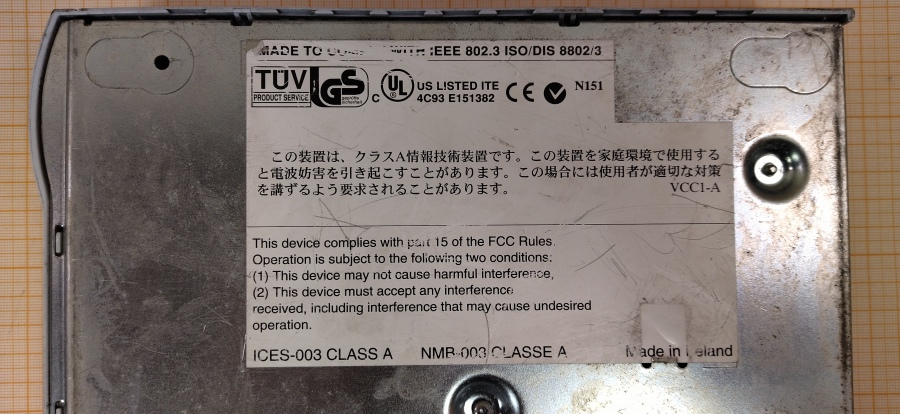 MADE TO WITH IEEE 802.3 ISO/DIS 8802/3
TÜV
PRODUCT SERVICE
GS
geprüfte
Sicherheit
C UL ® US LISTED ITE
4C93 E151382
CE
N151
この装置は、クラスA情報技術装置です。この装置を家庭環境で使用する
と電波妨害を引き起こすことがあります。この場合には使用者が適切な対策
を講ずるよう要求されることがあります。
VCCI-A
This device complies with part 15 of the FCC Rules.
Operation is subject to the following two conditions:
(1) This device may not cause harmful interference,
(2) This device must accept any interference
received, including interference that may cause undesired
operation.
ICES-003 CLASS A NMB-003 CLASSE A Made in Ireland